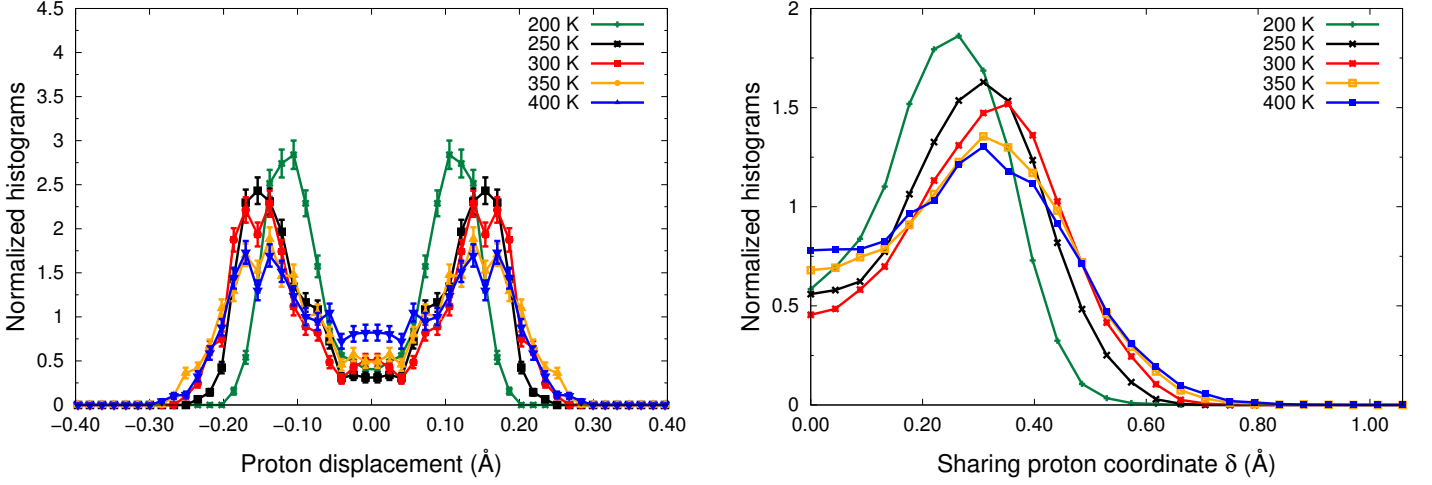 Normalized histograms
4.5
4
3.5
3
2.5
2
1.5
1
0.5
0
−0.40 −0.30 −0.20 −0.10 0.00 0.10 0.20 0.30 0.40
Proton displacement (Å)
200 K
250 K
300 K
350 K
400 K
Normalized histograms
2
1.5
1
0.5
0
0.00 0.20 0.40 0.60 0.80 1.00
Sharing proton coordinate δ (Å)
200 K
250 K
300 K
350 K
400 K